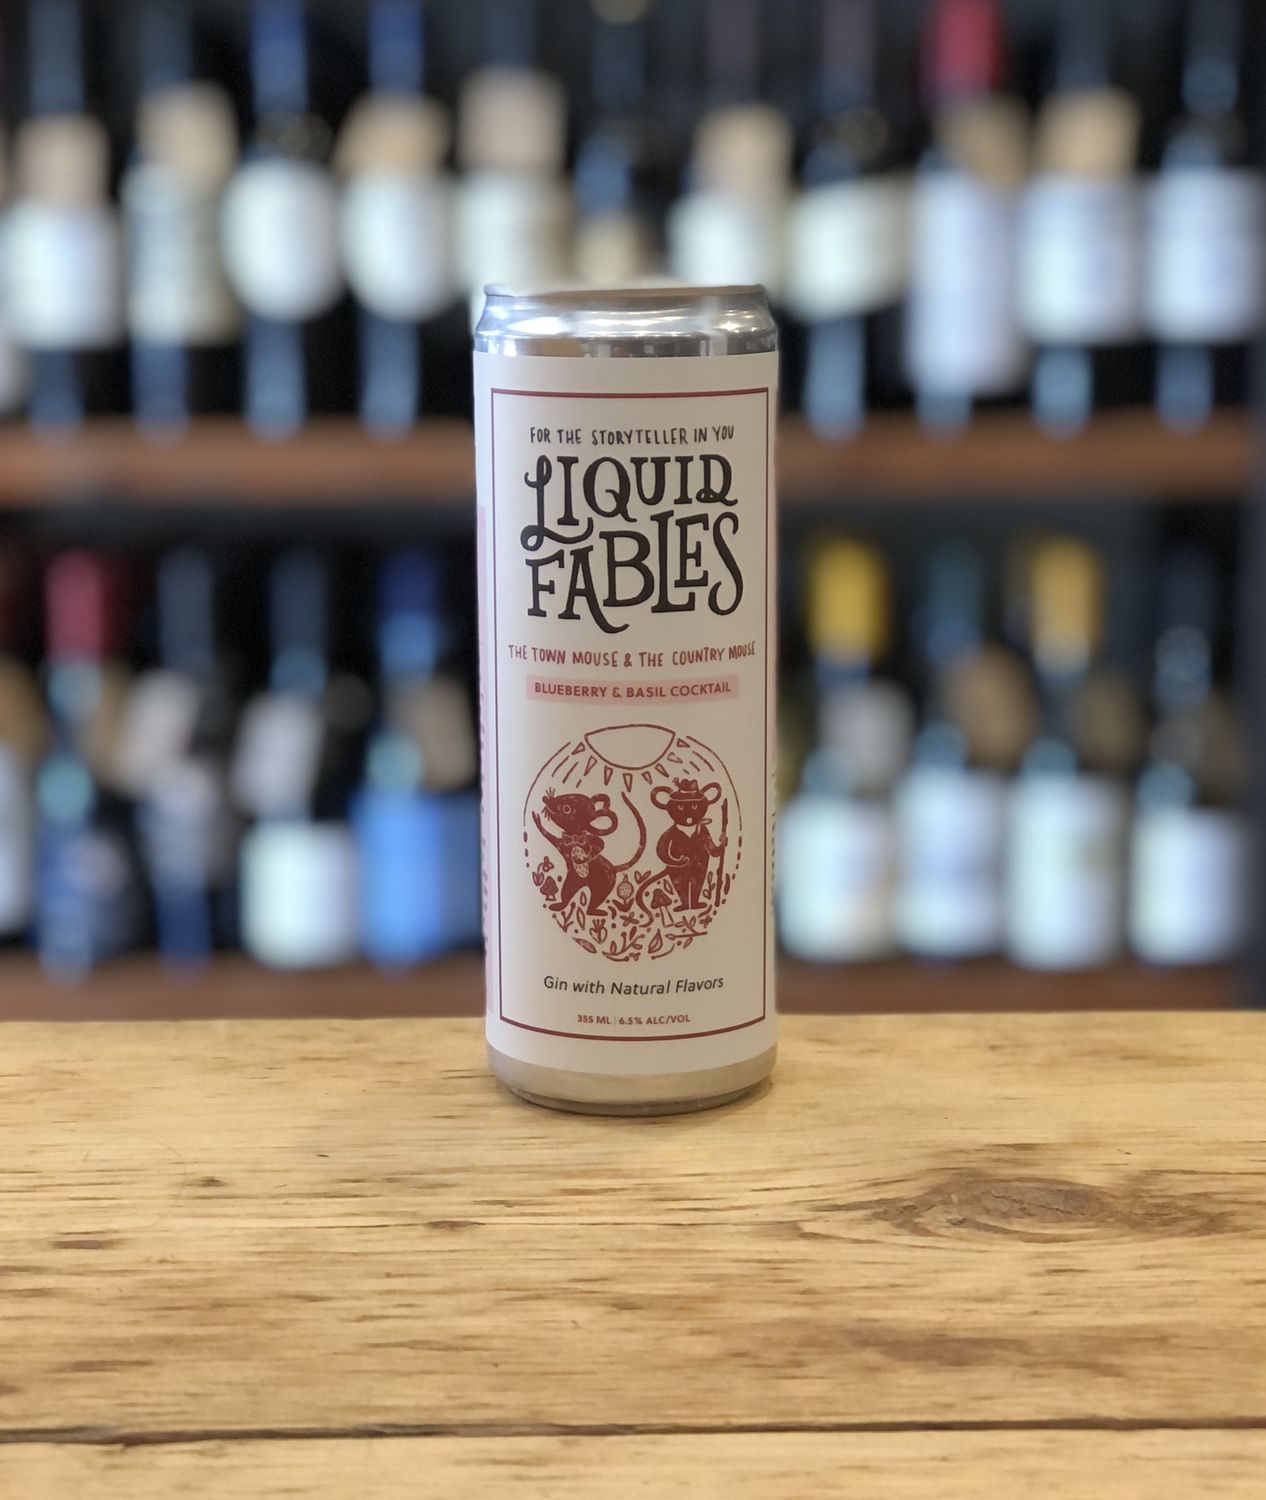 FOR THE STORYTELLER IN YOU
LIQUID
FABLES
THE TOWN MOUSE & THE COUNTRY MOUSE
BLUEBERRY & BASIL COCKTAIL
Gin with Natural Flavors
355 ML | 6.5% ALC/VOL